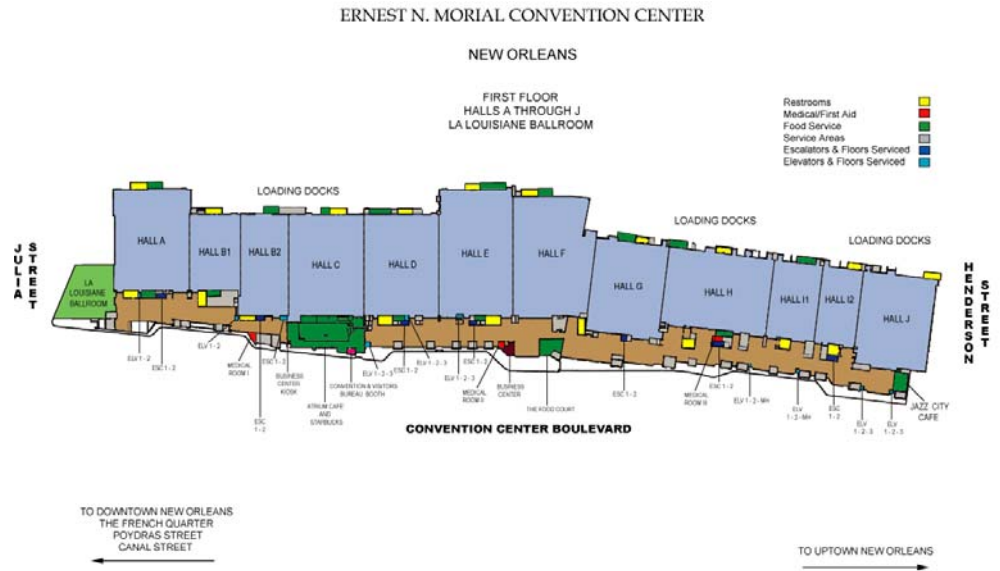 ERNEST N. MORIAL CONVENTION CENTER
NEW ORLEANS
FIRST FLOOR
HALLS A THROUGH J
LA LOUISIANE BALLROOM
Restrooms
Medical/First Aid
Food Service
Service Areas
Escalators & Floors Serviced
Elevators & Floors Serviced
LOADING DOCKS
LOADING DOCKS
LOADING DOCKS
JULIA
STREET
LA
LOUISIANE
BALLROOM
HALL A
HALL B1
HALL B2
HALL C
HALL D
HALL E
HALL F
HALL G
HALL H
HALL I1
HALL I2
HALL J
HENDERSON
STREET
ELV 1 - 2
ESC 1 - 2
ELV 1 - 2
MEDICAL
ROOM I
ESC
1 - 2
ESC 1 - 2
BUSINESS
CENTER
KIOSK
ATRIUM CAFE
AND
STARBUCKS
CONVENTION & VISITORS
BUREAU BOOTH
ELV 1 - 2 - 3
ESC 1 - 2
ELV 1 - 2 - 3
ELV 1 - 2 - 3
ESC 1 - 2
MEDICAL
ROOM II
BUSINESS
CENTER
THE FOOD COURT
ESC 1 - 2
MEDICAL
ROOM III
ESC 1 - 2
ELV 1 - 2 - MH
ELV
1 - 2 - MH
ESC
1 - 2
ELV
1 - 2 - 3
ELV
1 - 2 - 3
JAZZ CITY
CAFE
CONVENTION CENTER BOULEVARD
TO DOWNTOWN NEW ORLEANS
THE FRENCH QUARTER
POYDRAS STREET
CANAL STREET
TO UPTOWN NEW ORLEANS